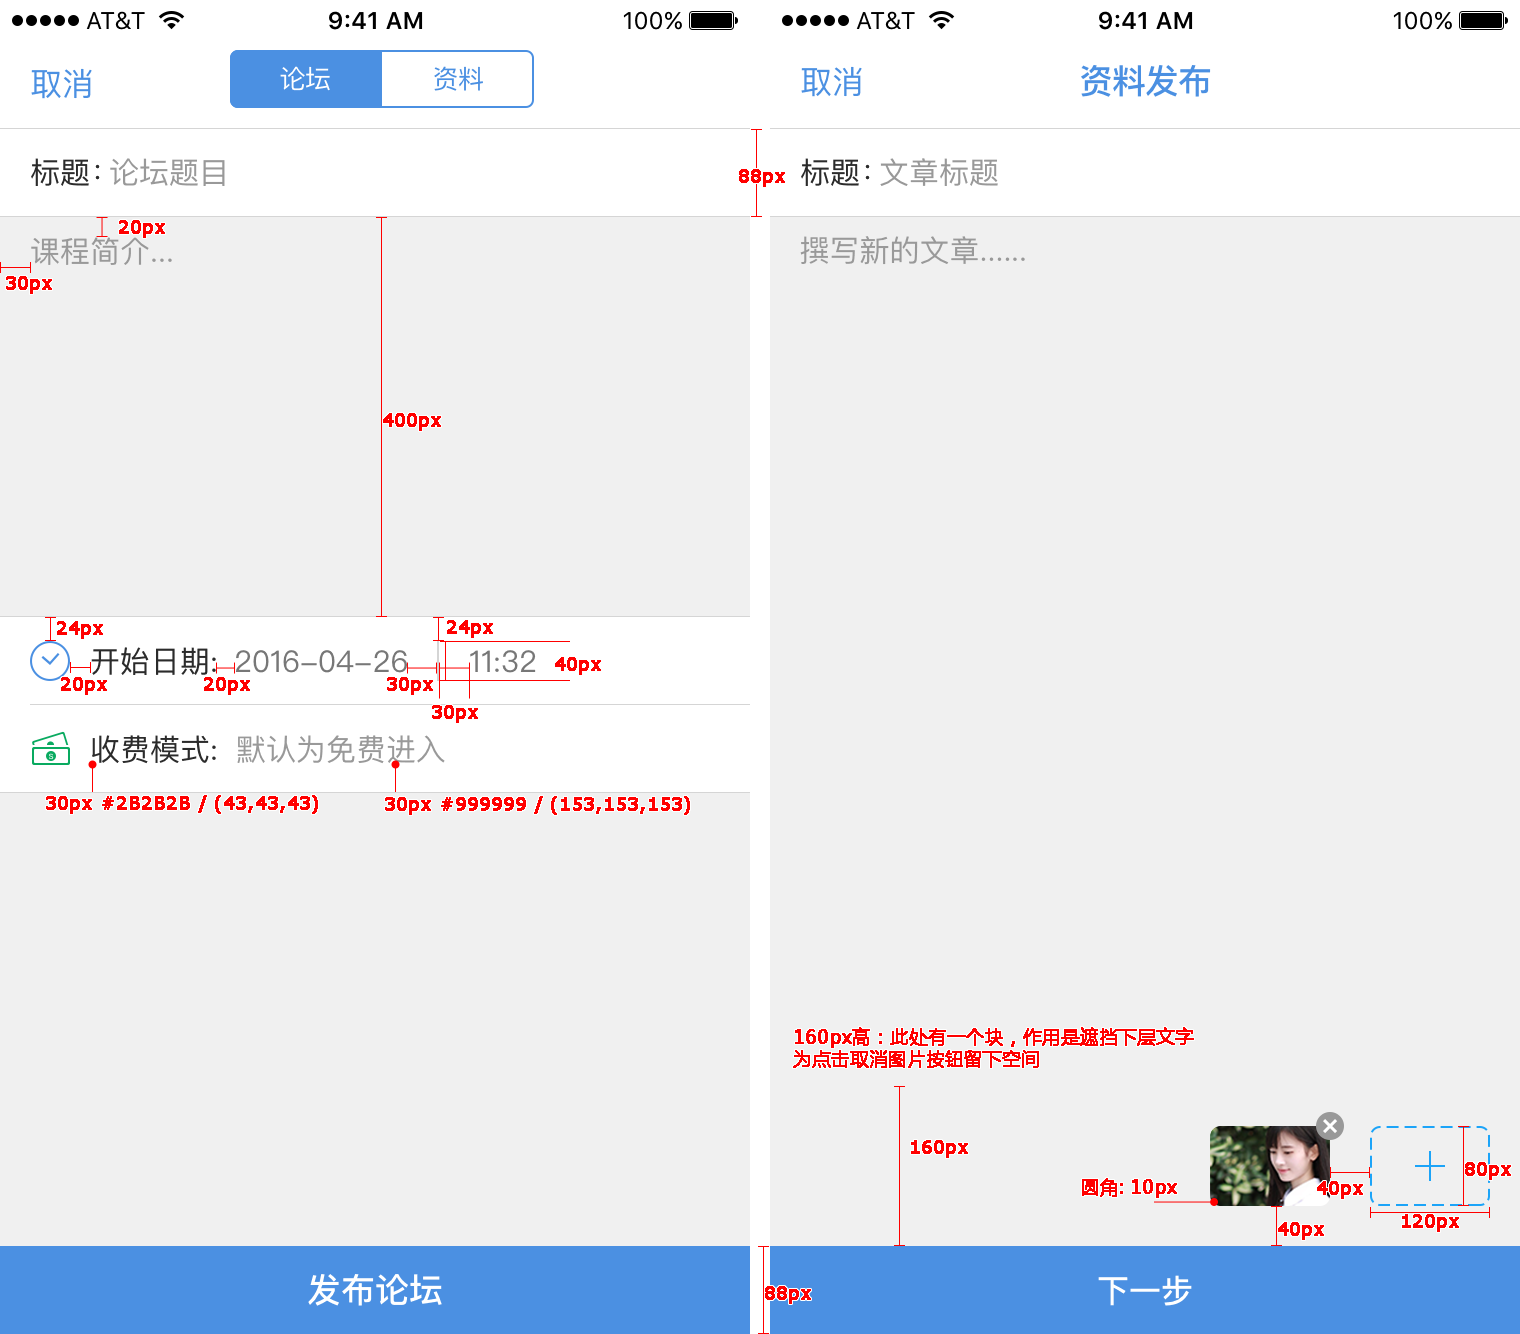 AT&T 9:41 AM 100%
取消 论坛 资料
标题: 论坛题目
20px
课程简介...
30px
400px
24px 24px
开始日期: 2016-04-26 11:32
40px
20px 20px 30px
30px
收费模式: 默认为免费进入
30px #2B2B2B / (43,43,43) 30px #999999 / (153,153,153)
发布论坛
AT&T 9:41 AM 100%
取消 资料发布
88px
标题: 文章标题
撰写新的文章......
160px高：此处有一个块，作用是遮挡下层文字
为点击取消图片按钮留下空间
160px
80px
圆角: 10px
40px
120px
40px
88px
下一步